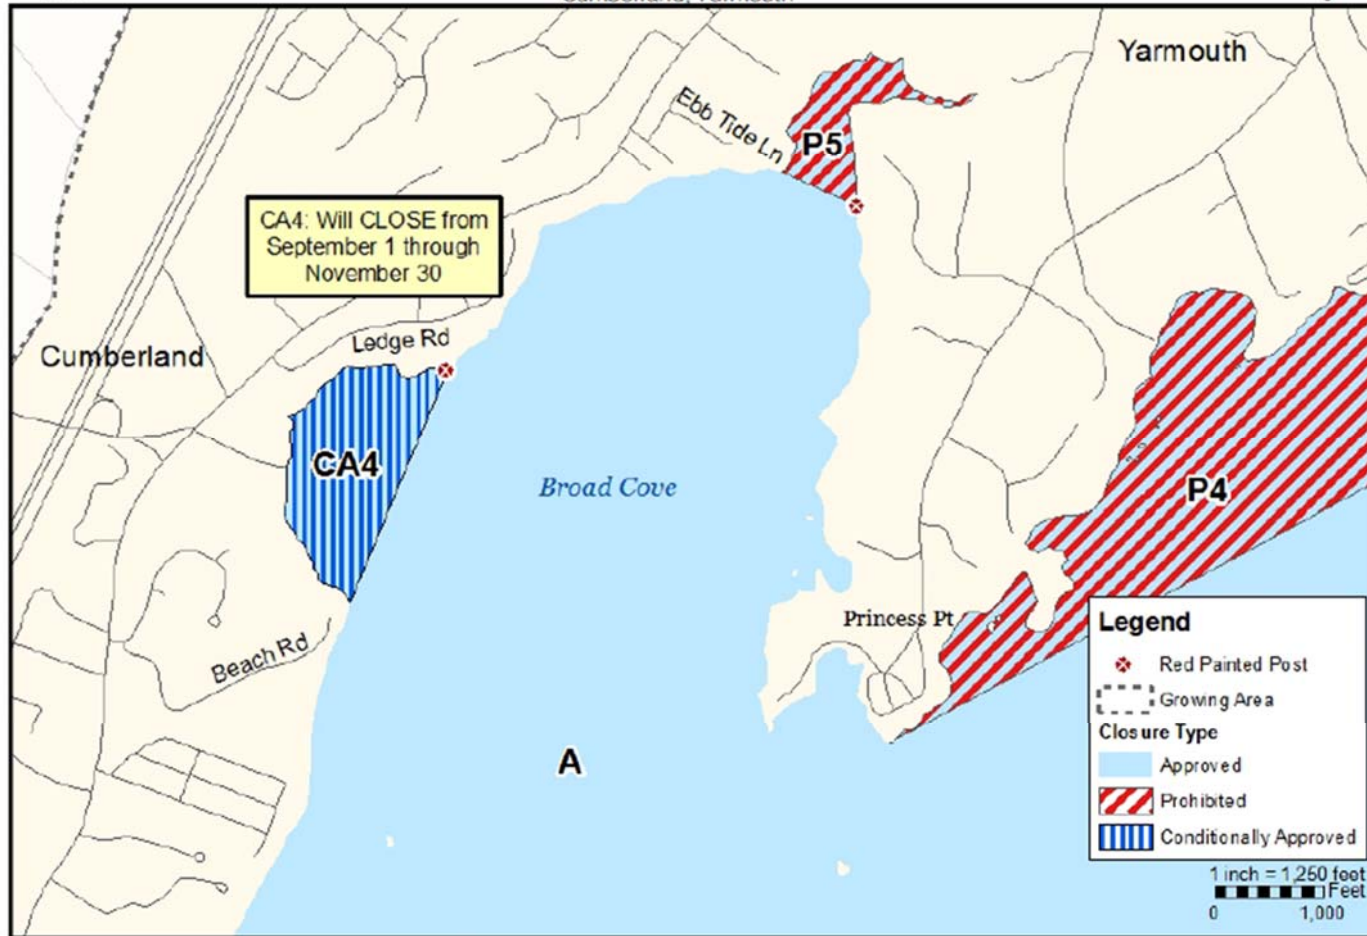 Cumberland, Yarmouth
Yarmouth
Ebb Tide Ln
P5
CA4: Will CLOSE from
September 1 through
November 30
Ledge Rd
Cumberland
CA4
Broad Cove
P4
Princess Pt
Beach Rd
A
Legend
Red Painted Post
Growing Area
Closure Type
Approved
Prohibited
Conditionally Approved
1 inch = 1,250 feet
Feet
0 1,000